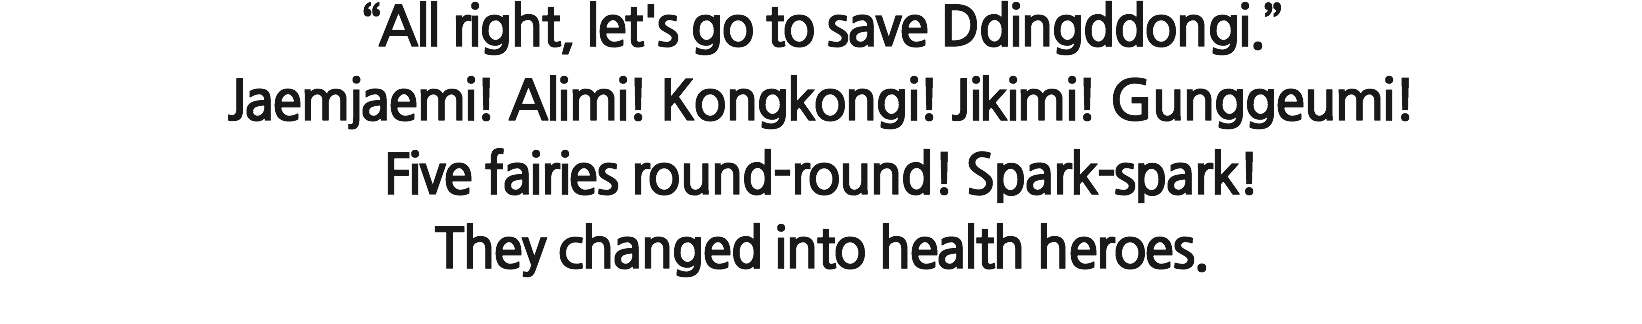 “All right, let's go to save Ddingddongi.”
Jaemjaemi! Alimi! Kongkongi! Jikimi! Gunggeumi!
Five fairies round-round! Spark-spark!
They changed into health heroes.